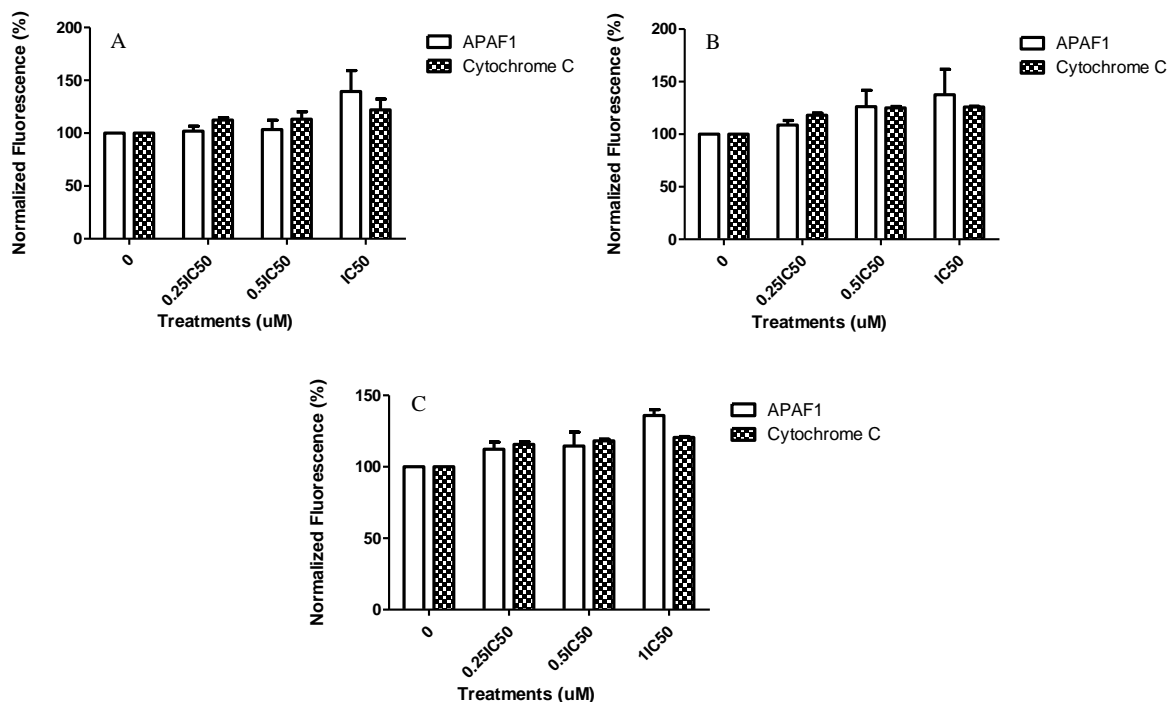 A
Normalized Fluorescence (%)
200
150
100
50
0
0
0.25IC50
0.5IC50
IC50
Treatments (uM)
APAF1
Cytochrome C
B
Normalized Fluorescence (%)
200
150
100
50
0
0
0.25IC50
0.5IC50
IC50
Treatments (uM)
APAF1
Cytochrome C
C
Normalized Fluorescence (%)
150
100
50
0
0
0.25IC50
0.5IC50
1IC50
Treatments (uM)
APAF1
Cytochrome C